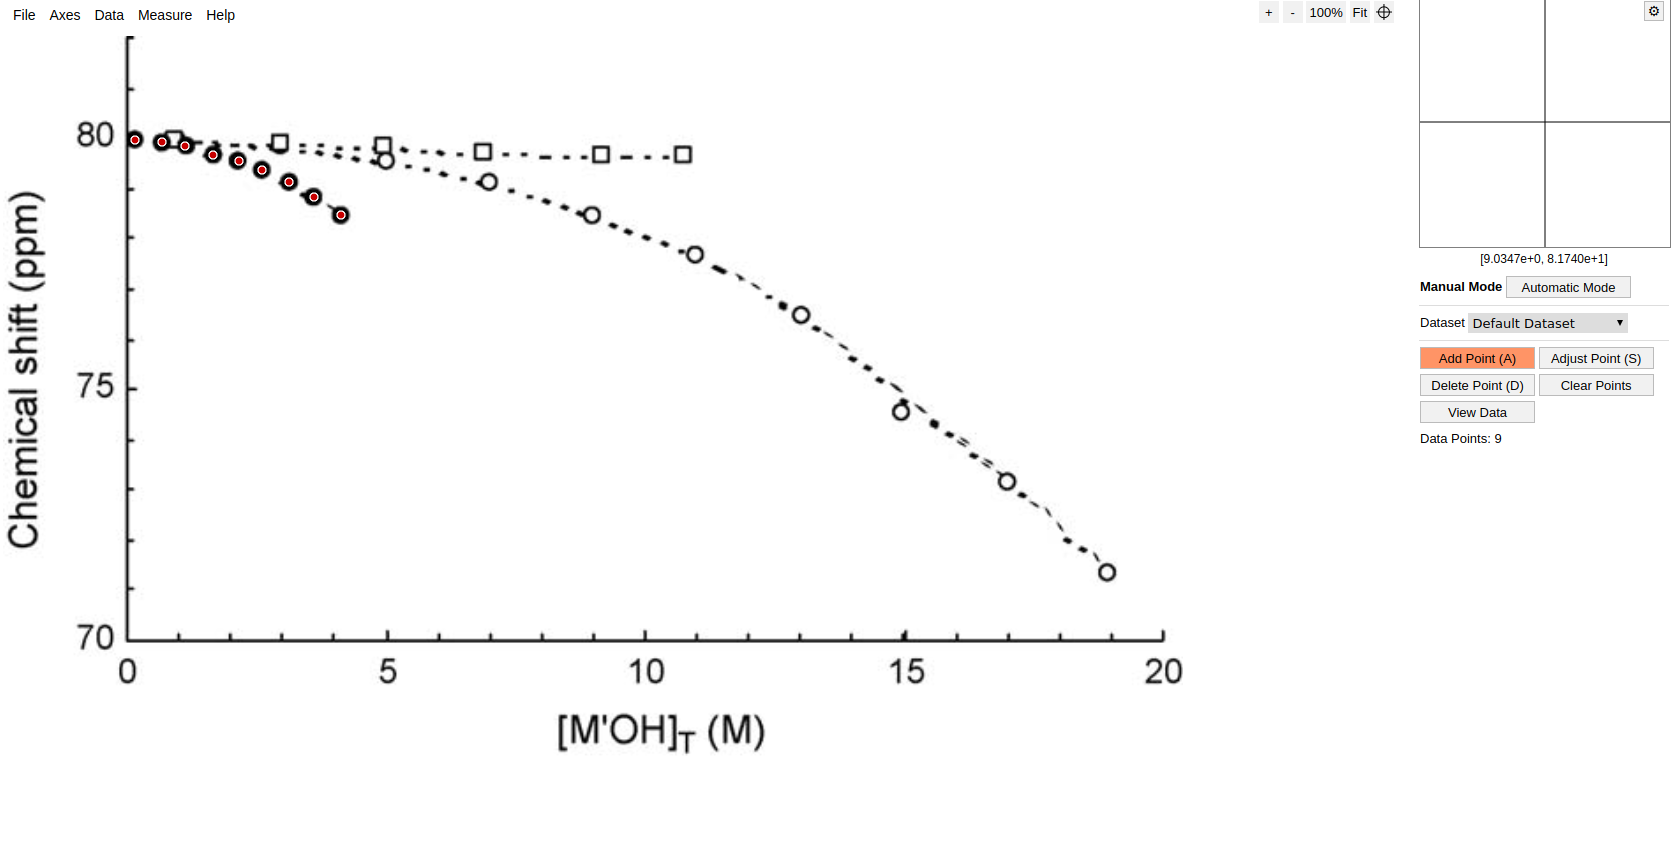 File Axes Data Measure Help
+ - 100% Fit
[9.0347e+0, 8.1740e+1]
Manual Mode Automatic Mode
Dataset Default Dataset
Add Point (A) Adjust Point (S)
Delete Point (D) Clear Points
View Data
Data Points: 9
Chemical shift (ppm)
80
75
70
0 5 10 15 20
[M'OH]T (M)